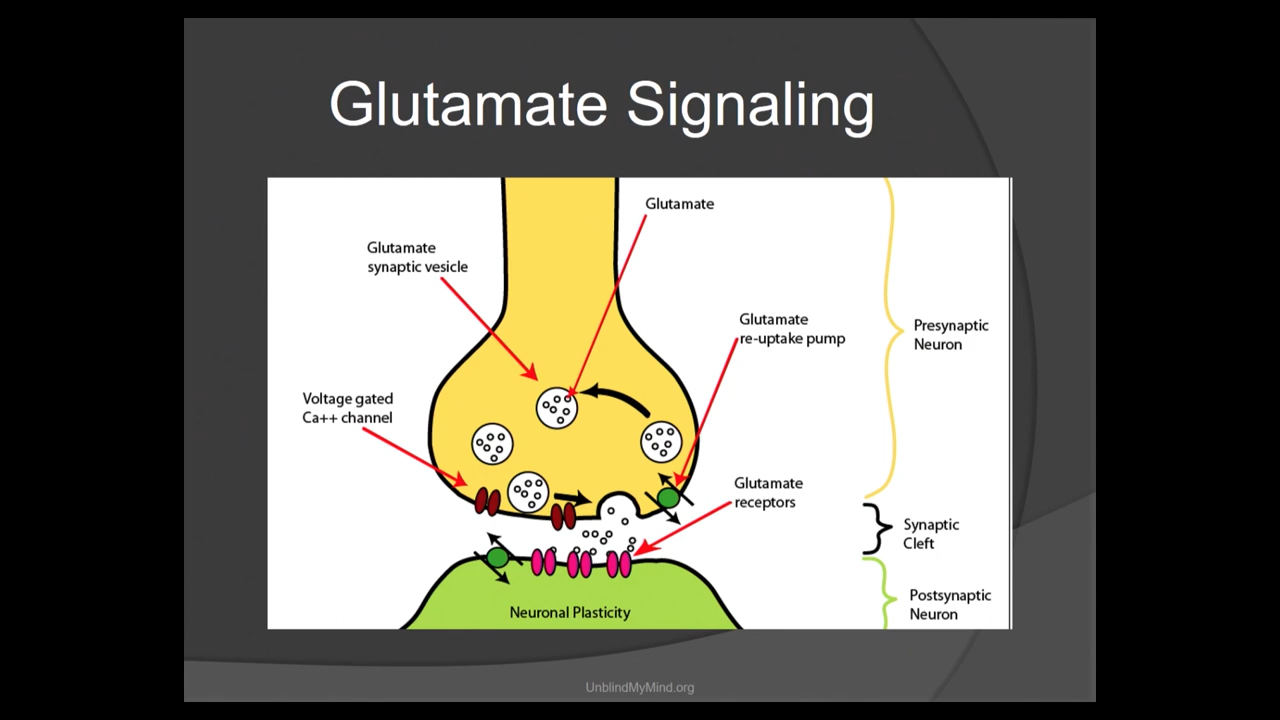 Glutamate Signaling
Glutamate
Glutamate
synaptic vesicle
Glutamate
re-uptake pump
Presynaptic
Neuron
Voltage gated
Ca++ channel
Glutamate
receptors
Synaptic
Cleft
Postsynaptic
Neuron
Neuronal Plasticity
UnblindMyMind.org